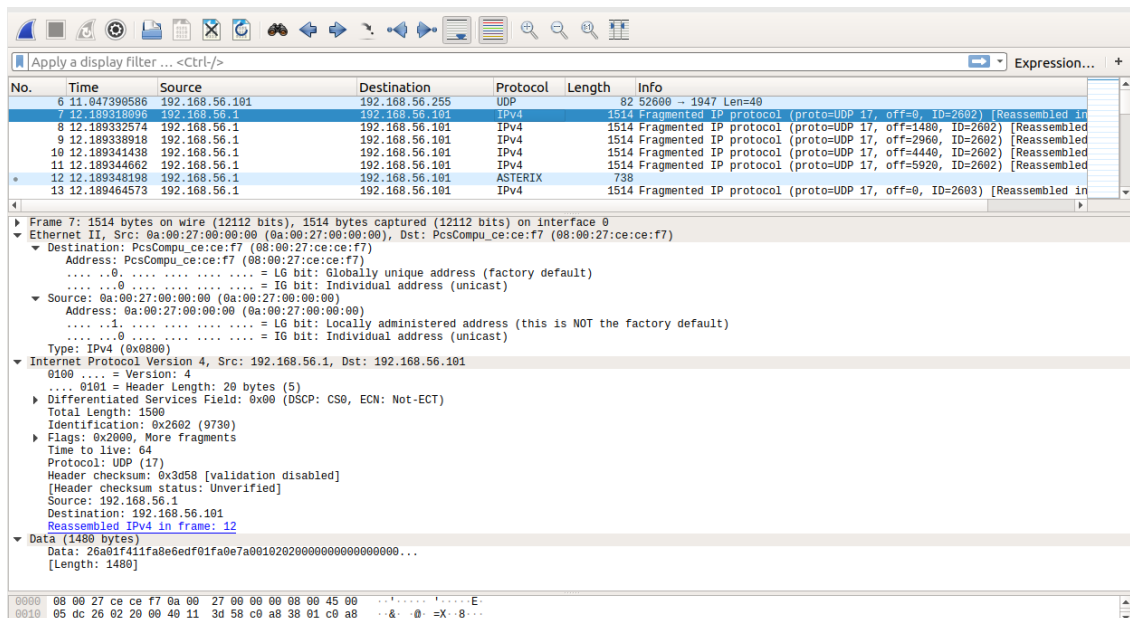 Apply a display filter … <Ctrl-/> Expression… +
No. Time Source Destination Protocol Length Info
6 11.047390586 192.168.56.101 192.168.56.255 UDP 82 52600 → 1947 Len=40
7 12.189318096 192.168.56.1 192.168.56.101 IPv4 1514 Fragmented IP protocol (proto=UDP 17, off=0, ID=2602) [Reassembled in
8 12.189332574 192.168.56.1 192.168.56.101 IPv4 1514 Fragmented IP protocol (proto=UDP 17, off=1480, ID=2602) [Reassembled
9 12.189338918 192.168.56.1 192.168.56.101 IPv4 1514 Fragmented IP protocol (proto=UDP 17, off=2960, ID=2602) [Reassembled
10 12.189341438 192.168.56.1 192.168.56.101 IPv4 1514 Fragmented IP protocol (proto=UDP 17, off=4440, ID=2602) [Reassembled
11 12.189344662 192.168.56.1 192.168.56.101 IPv4 1514 Fragmented IP protocol (proto=UDP 17, off=5920, ID=2602) [Reassembled
12 12.189348198 192.168.56.1 192.168.56.101 ASTERIX 738
13 12.189464573 192.168.56.1 192.168.56.101 IPv4 1514 Fragmented IP protocol (proto=UDP 17, off=0, ID=2603) [Reassembled in
Frame 7: 1514 bytes on wire (12112 bits), 1514 bytes captured (12112 bits) on interface 0
Ethernet II, Src: 0a:00:27:00:00:00 (0a:00:27:00:00:00), Dst: PcsCompu_ce:ce:f7 (08:00:27:ce:ce:f7)
Destination: PcsCompu_ce:ce:f7 (08:00:27:ce:ce:f7)
Address: PcsCompu_ce:ce:f7 (08:00:27:ce:ce:f7)
.... ..0. .... .... .... .... = LG bit: Globally unique address (factory default)
.... ...0 .... .... .... .... = IG bit: Individual address (unicast)
Source: 0a:00:27:00:00:00 (0a:00:27:00:00:00)
Address: 0a:00:27:00:00:00 (0a:00:27:00:00:00)
.... ..1. .... .... .... .... = LG bit: Locally administered address (this is NOT the factory default)
.... ...0 .... .... .... .... = IG bit: Individual address (unicast)
Type: IPv4 (0x0800)
Internet Protocol Version 4, Src: 192.168.56.1, Dst: 192.168.56.101
0100 .... = Version: 4
.... 0101 = Header Length: 20 bytes (5)
Differentiated Services Field: 0x00 (DSCP: CS0, ECN: Not-ECT)
Total Length: 1500
Identification: 0x2602 (9730)
Flags: 0x2000, More fragments
Time to live: 64
Protocol: UDP (17)
Header checksum: 0x3d58 [validation disabled]
[Header checksum status: Unverified]
Source: 192.168.56.1
Destination: 192.168.56.101
Reassembled IPv4 in frame: 12
Data (1480 bytes)
Data: 26a01f411fa8e6edf01fa0e7a00102020000000000000000...
[Length: 1480]
0000 08 00 27 ce ce f7 0a 00 27 00 00 00 08 00 45 00 ··'····· '·····E·
0010 05 dc 26 02 20 00 40 11 3d 58 c0 a8 38 01 c0 a8 ··&· ·@· =X··8···